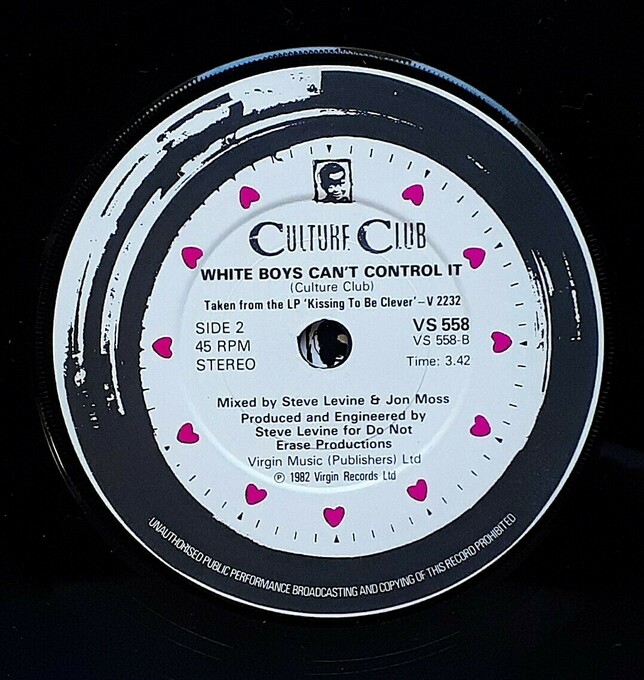 CULTURE CLUB
WHITE BOYS CAN'T CONTROL IT
(Culture Club)
Taken from the LP 'Kissing To Be Clever'–V 2232
SIDE 2
45 RPM
STEREO
VS 558
VS 558-B
Time: 3.42
Mixed by Steve Levine & Jon Moss
Produced and Engineered by
Steve Levine for Do Not
Erase Productions
Virgin Music (Publishers) Ltd
℗ 1982 Virgin Records Ltd
UNAUTHORISED PUBLIC PERFORMANCE BROADCASTING AND COPYING OF THIS RECORD PROHIBITED